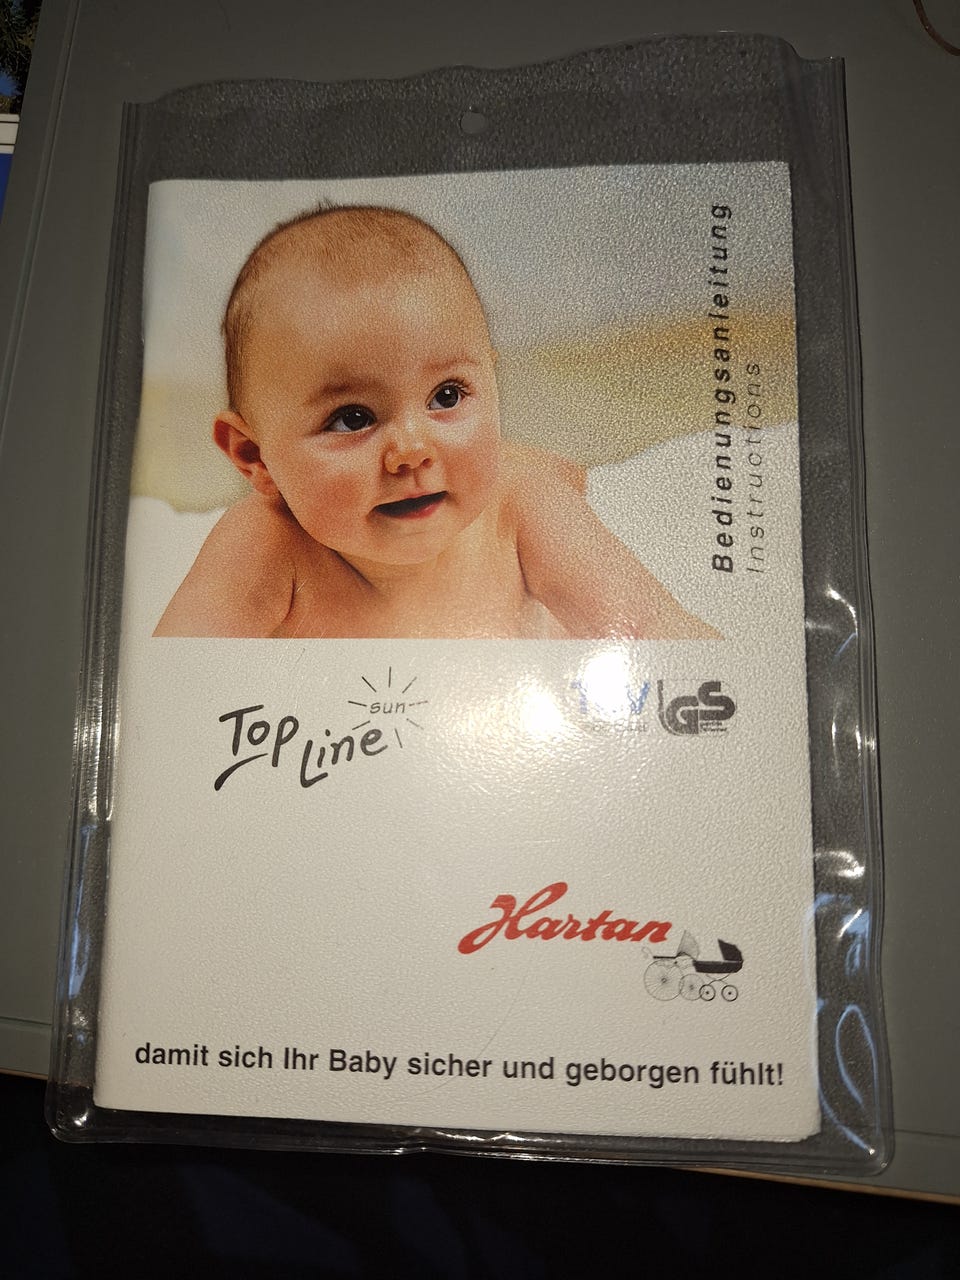 Bedienungsanleitung
Instructions
Top Line
sun
GS
Hartan
damit sich Ihr Baby sicher und geborgen fühlt!